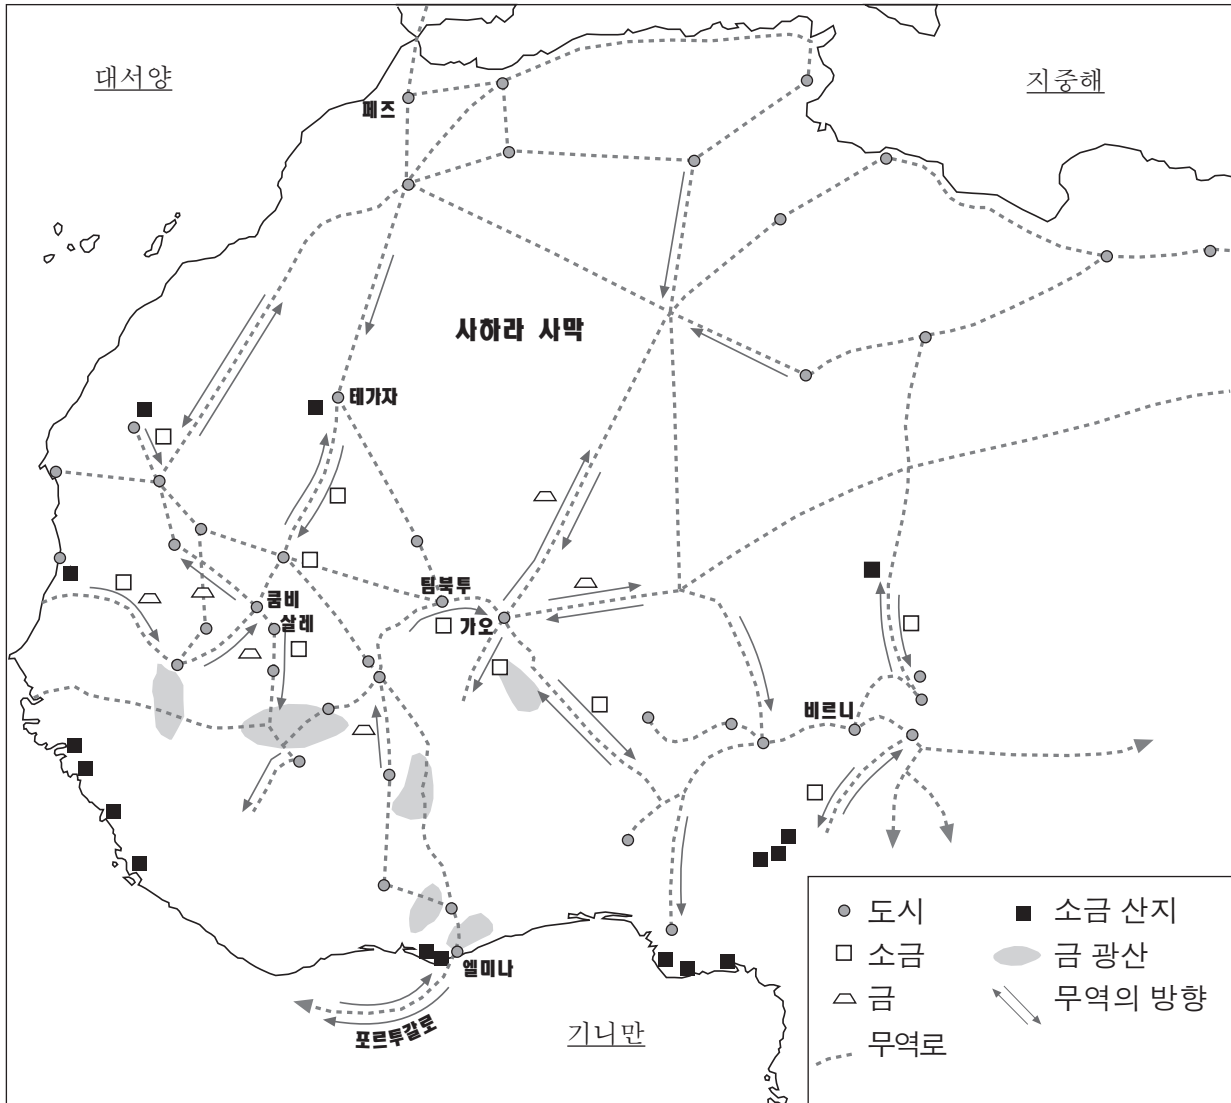 대서양
지중해
페즈
사하라 사막
테가자
팀북투
쿰비
살레
가오
비르니
엘미나
포르투갈로
기니만
도시
소금 산지
소금
금 광산
금
무역의 방향
무역로